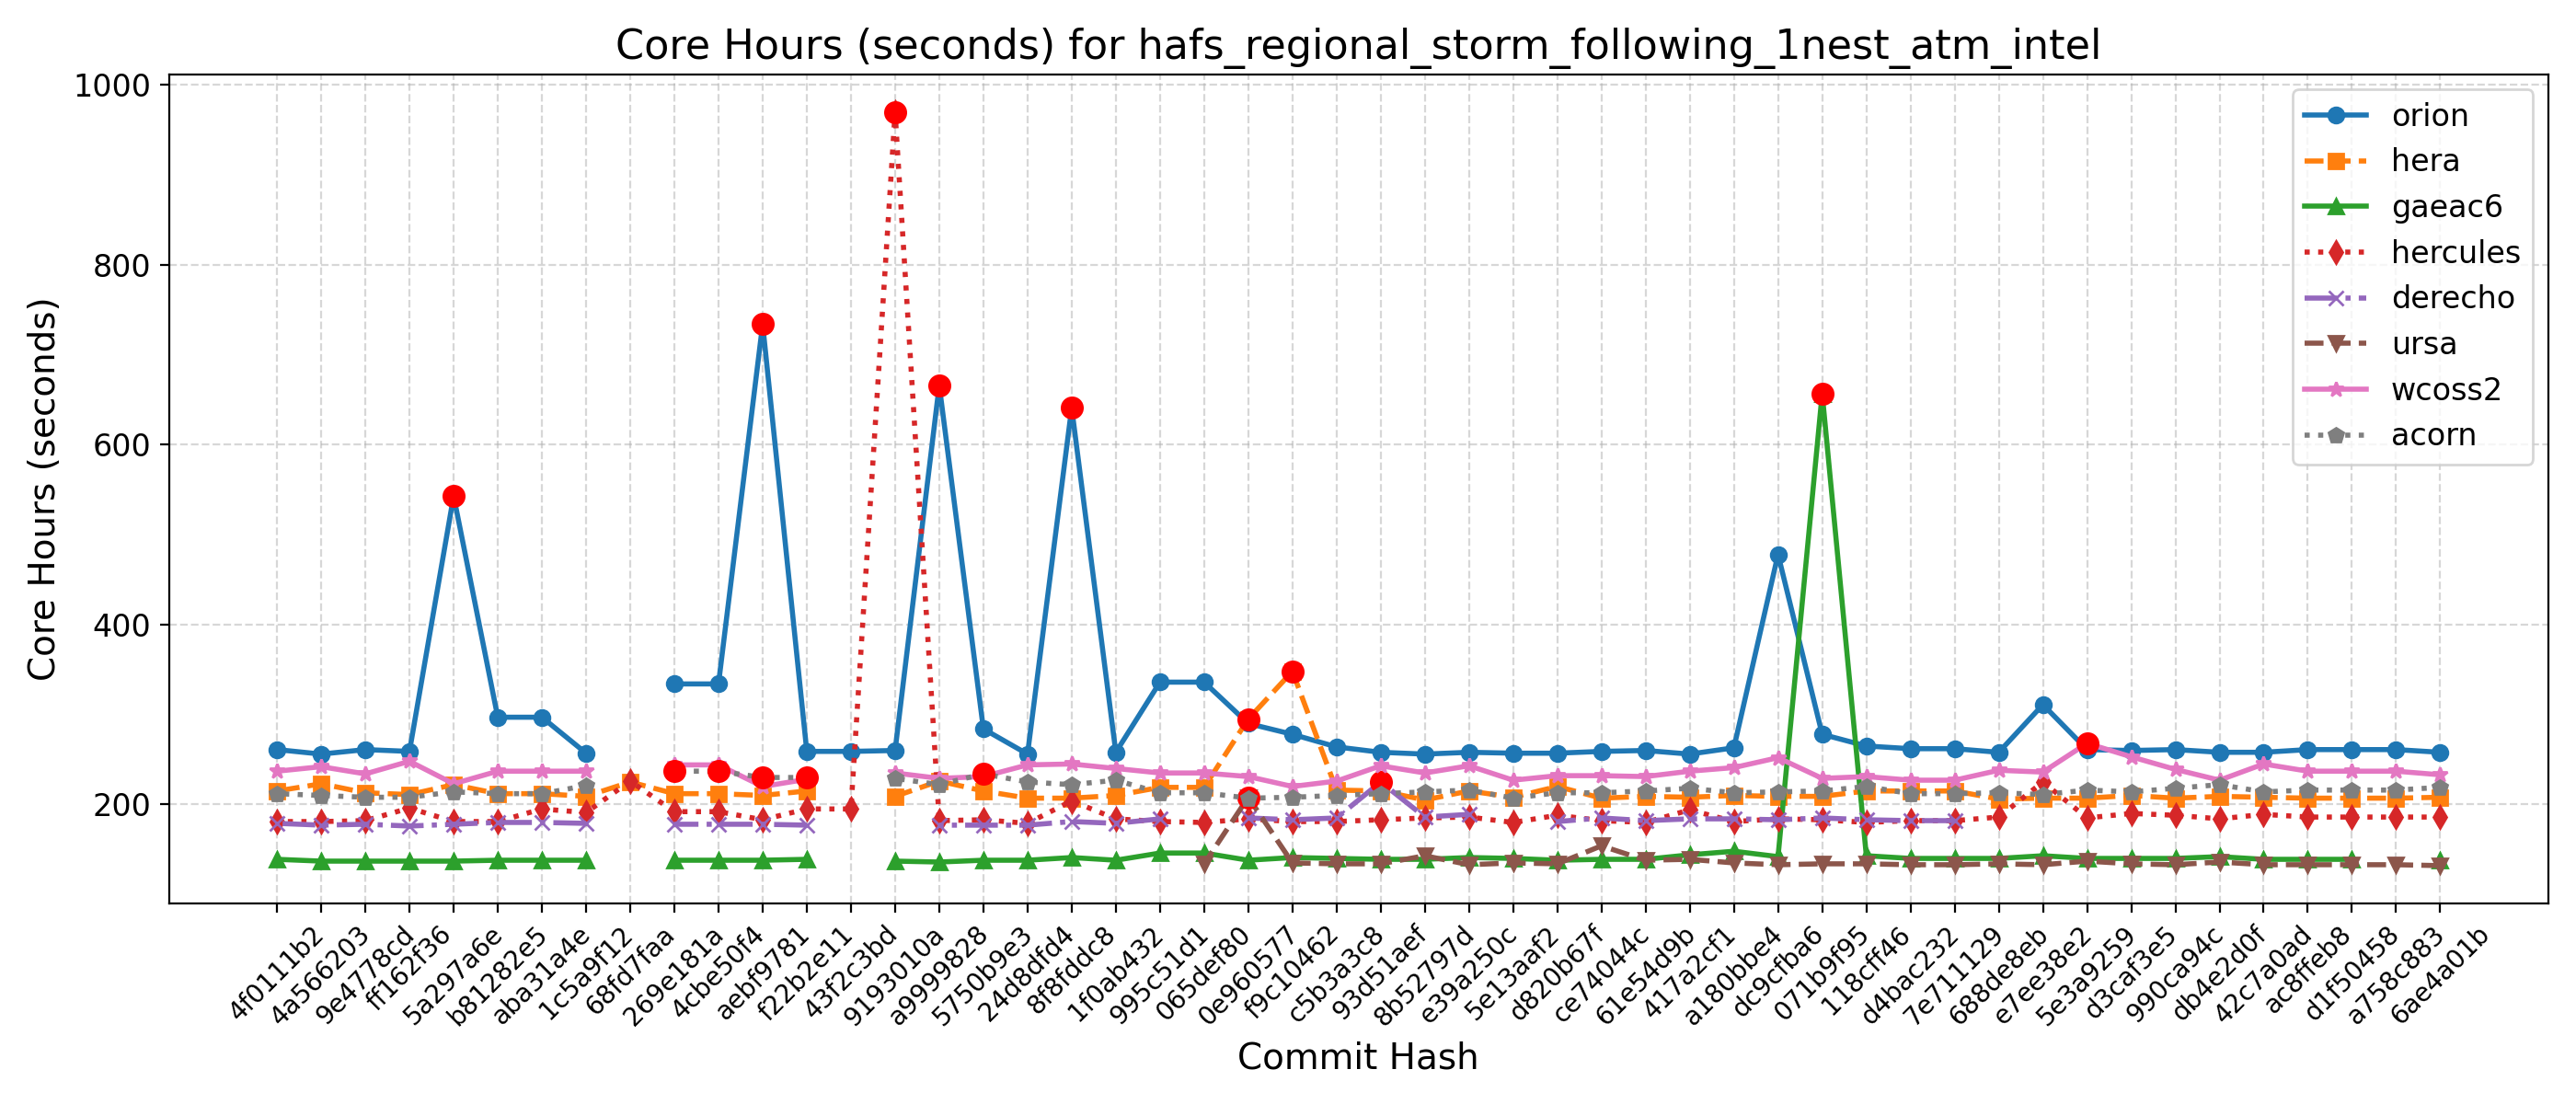 Core Hours (seconds) for hafs_regional_storm_following_1nest_atm_intel
Core Hours (seconds)
1000
800
600
400
200
orion
hera
gaeac6
hercules
derecho
ursa
wcoss2
acorn
4f0111b2
4a566203
9e4778cd
ff162f36
5a297a6e
b81282e5
aba31a4e
1c5a9f12
68fd7faa
269e181a
4cbe50f4
aebf9781
f22b2e11
43f2c3bd
9193010a
a9999828
5750b9e3
24d8dfd4
8f8fddc8
1f0ab432
995c51d1
065def80
0e960577
f9c10462
c5b3a3c8
93d51aef
8b52797d
e39a250c
5e13aaf2
d820b67f
ce74044c
61e54d9b
417a2cf1
a180bbe4
dc9cfba6
071b9f95
118cff46
d4bac232
7e711129
688de8eb
e7ee38e2
5e3a9259
d3caf3e5
990ca94c
db4e2d0f
42c7a0ad
ac8ffeb8
d1f50458
a758c883
6ae4a01b
Commit Hash